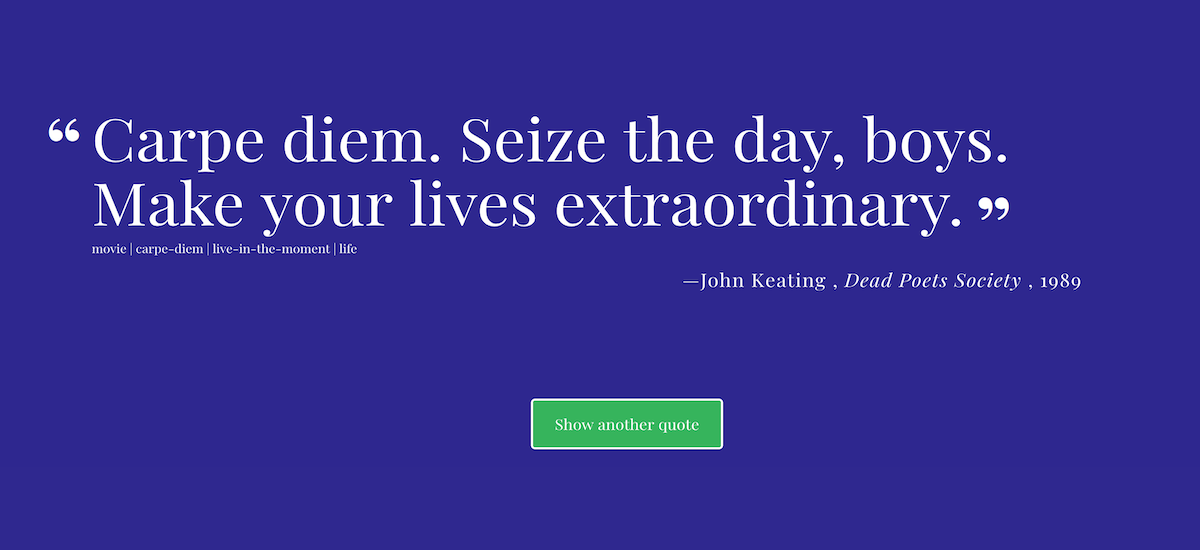 “Carpe diem. Seize the day, boys.
Make your lives extraordinary.”
movie | carpe-diem | live-in-the-moment | life
—John Keating , Dead Poets Society , 1989
Show another quote